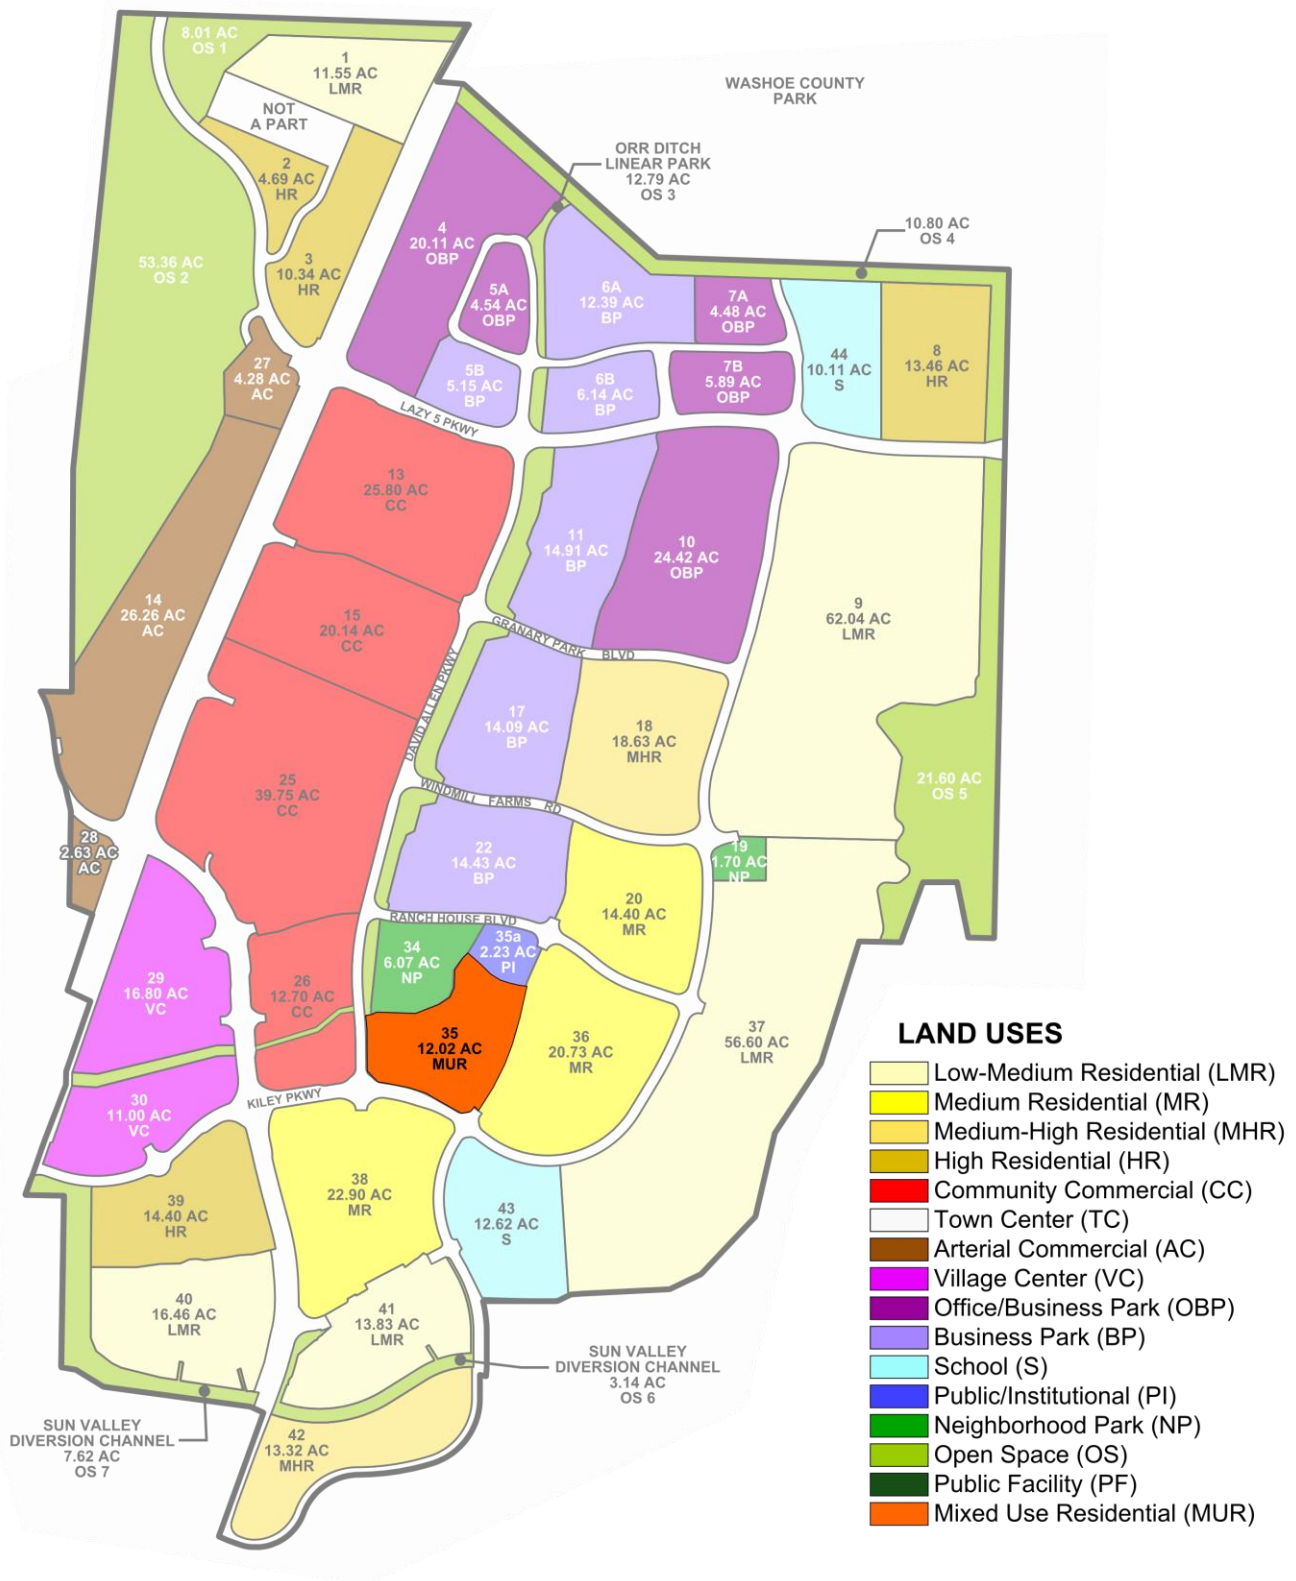 8.01 AC
OS 1
1
11.55 AC
LMR
NOT
A PART
WASHOE COUNTY
PARK
ORR DITCH
LINEAR PARK
12.79 AC
OS 3
2
4.69 AC
HR
10.80 AC
OS 4
4
20.11 AC
OBP
3
10.34 AC
HR
53.36 AC
OS 2
5A
4.54 AC
OBP
6A
12.39 AC
BP
7A
4.48 AC
OBP
44
10.11 AC
S
8
13.46 AC
HR
27
4.28 AC
AC
5B
5.15 AC
BP
6B
6.14 AC
BP
7B
5.89 AC
OBP
LAZY 5 PKWY
13
25.80 AC
CC
11
14.91 AC
BP
10
24.42 AC
OBP
14
26.26 AC
AC
15
20.14 AC
CC
9
62.04 AC
LMR
GRANARY PARK BLVD
DAVID ALLEN PKWY
17
14.09 AC
BP
18
18.63 AC
MHR
25
39.75 AC
CC
21.60 AC
OS 5
WINDMILL FARMS RD
28
2.63 AC
AC
22
14.43 AC
BP
19
1.70 AC
NP
20
14.40 AC
MR
RANCH HOUSE BLVD
34
6.07 AC
NP
35a
2.23 AC
PI
29
16.80 AC
VC
26
12.70 AC
CC
35
12.02 AC
MUR
36
20.73 AC
MR
37
56.60 AC
LMR
30
11.00 AC
VC
KILEY PKWY
39
14.40 AC
HR
38
22.90 AC
MR
43
12.62 AC
S
40
16.46 AC
LMR
41
13.83 AC
LMR
SUN VALLEY
DIVERSION CHANNEL
3.14 AC
OS 6
SUN VALLEY
DIVERSION CHANNEL
7.62 AC
OS 7
42
13.32 AC
MHR
LAND USES
Low-Medium Residential (LMR)
Medium Residential (MR)
Medium-High Residential (MHR)
High Residential (HR)
Community Commercial (CC)
Town Center (TC)
Arterial Commercial (AC)
Village Center (VC)
Office/Business Park (OBP)
Business Park (BP)
School (S)
Public/Institutional (PI)
Neighborhood Park (NP)
Open Space (OS)
Public Facility (PF)
Mixed Use Residential (MUR)